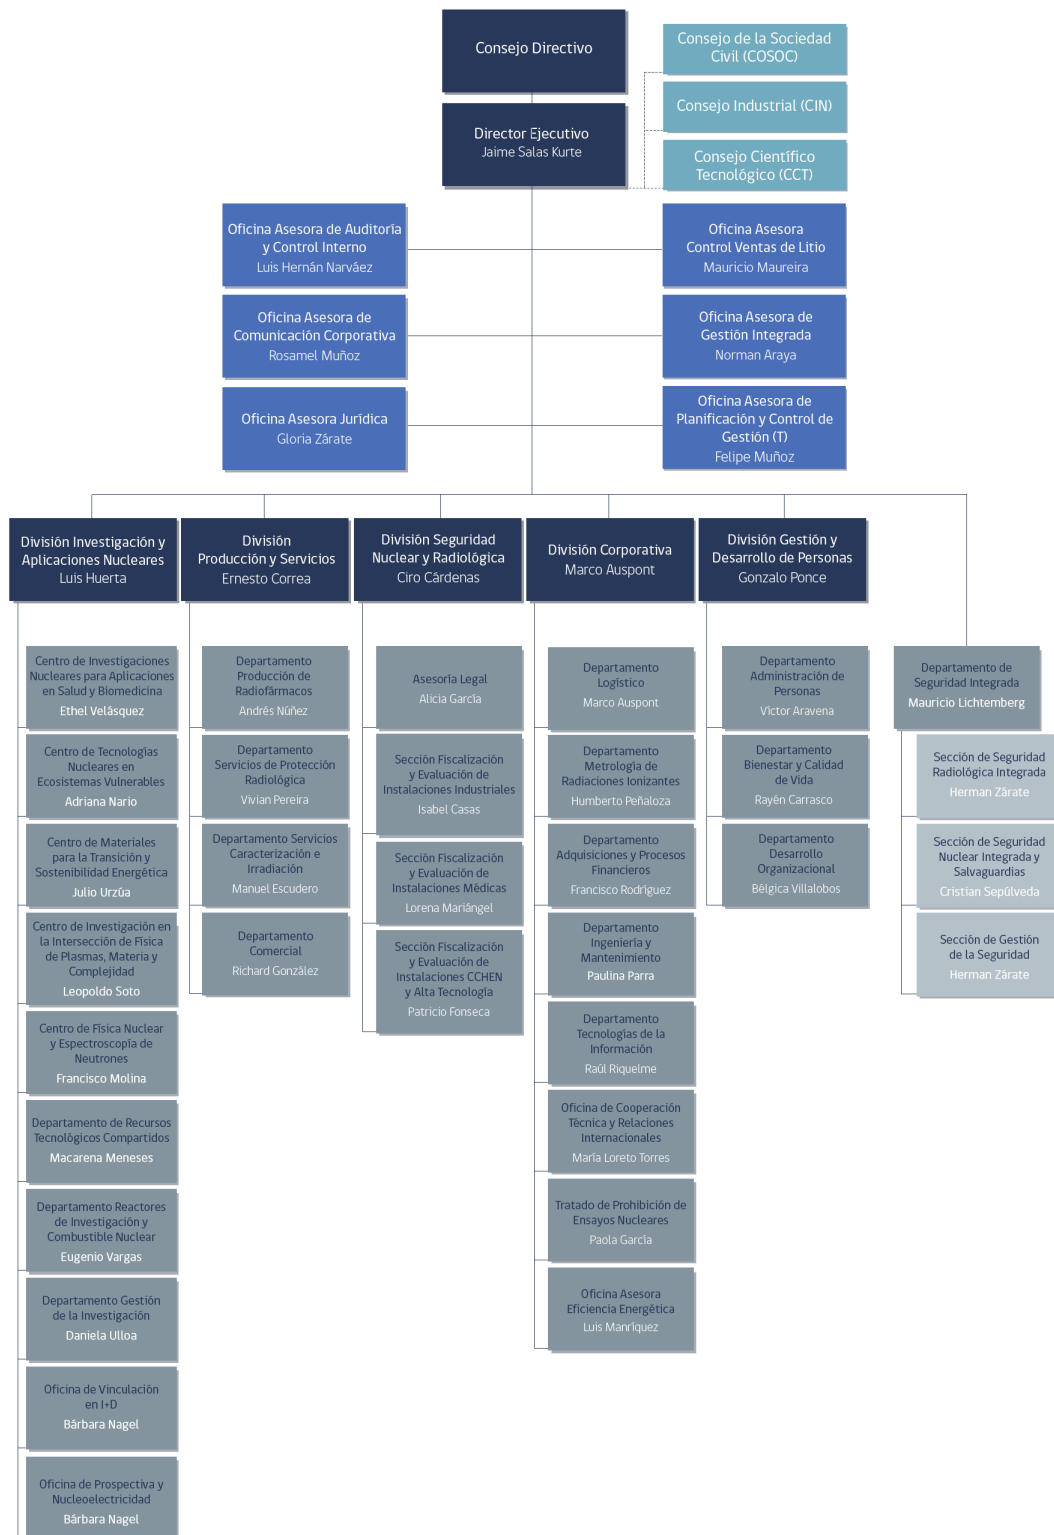 Consejo Directivo
Consejo de la Sociedad
Civil (COSOC)
Consejo Industrial (CIN)
Director Ejecutivo
Jaime Salas Kurte
Consejo Científico
Tecnológico (CCT)
Oficina Asesora de Auditoría
y Control Interno
Luis Hernán Narváez
Oficina Asesora
Control Ventas de Litio
Mauricio Maureira
Oficina Asesora de
Comunicación Corporativa
Rosamel Muñoz
Oficina Asesora de
Gestión Integrada
Norman Araya
Oficina Asesora Jurídica
Gloria Zárate
Oficina Asesora de
Planificación y Control de
Gestión (T)
Felipe Muñoz
División Investigación y
Aplicaciones Nucleares
Luis Huerta
División
Producción y Servicios
Ernesto Correa
División Seguridad
Nuclear y Radiológica
Ciro Cárdenas
División Corporativa
Marco Auspont
División Gestión y
Desarrollo de Personas
Gonzalo Ponce
Centro de Investigaciones
Nucleares para Aplicaciones
en Salud y Biomedicina
Ethel Velásquez
Centro de Tecnologías
Nucleares en
Ecosistemas Vulnerables
Adriana Nario
Centro de Materiales
para la Transición y
Sostenibilidad Energética
Julio Urzúa
Centro de Investigación en
la Intersección de Física
de Plasmas, Materia y
Complejidad
Leopoldo Soto
Centro de Física Nuclear
y Espectroscopía de
Neutrones
Francisco Molina
Departamento de Recursos
Tecnológicos Compartidos
Macarena Meneses
Departamento Reactores
de Investigación y
Combustible Nuclear
Eugenio Vargas
Departamento Gestión
de la Investigación
Daniela Ulloa
Oficina de Vinculación
en I+D
Bárbara Nagel
Oficina de Prospectiva y
Nucleoelectricidad
Bárbara Nagel
Departamento
Producción de
Radiofármacos
Andrés Núñez
Departamento
Servicios de Protección
Radiológica
Vivian Pereira
Departamento Servicios
Caracterización e
Irradiación
Manuel Escudero
Departamento
Comercial
Richard González
Asesoría Legal
Alicia García
Sección Fiscalización
y Evaluación de
Instalaciones Industriales
Isabel Casas
Sección Fiscalización
y Evaluación de
Instalaciones Médicas
Lorena Mariángel
Sección Fiscalización
y Evaluación de
Instalaciones CCHEN
y Alta Tecnología
Patricio Fonseca
Departamento
Logístico
Marco Auspont
Departamento
Metrología de
Radiaciones Ionizantes
Humberto Peñaloza
Departamento
Adquisiciones y Procesos
Financieros
Francisco Rodríguez
Departamento
Ingeniería y
Mantenimiento
Paulina Parra
Departamento
Tecnologías de la
Información
Raúl Riquelme
Oficina de Cooperación
Técnica y Relaciones
Internacionales
María Loreto Torres
Tratado de Prohibición de
Ensayos Nucleares
Paola García
Oficina Asesora
Eficiencia Energética
Luis Manríquez
Departamento
Administración de
Personas
Víctor Aravena
Departamento
Bienestar y Calidad
de Vida
Rayén Carrasco
Departamento
Desarrollo
Organizacional
Bélgica Villalobos
Departamento de
Seguridad Integrada
Mauricio Lichtemberg
Sección de Seguridad
Radiológica Integrada
Herman Zárate
Sección de Seguridad
Nuclear Integrada y
Salvaguardias
Cristian Sepúlveda
Sección de Gestión
de la Seguridad
Herman Zárate